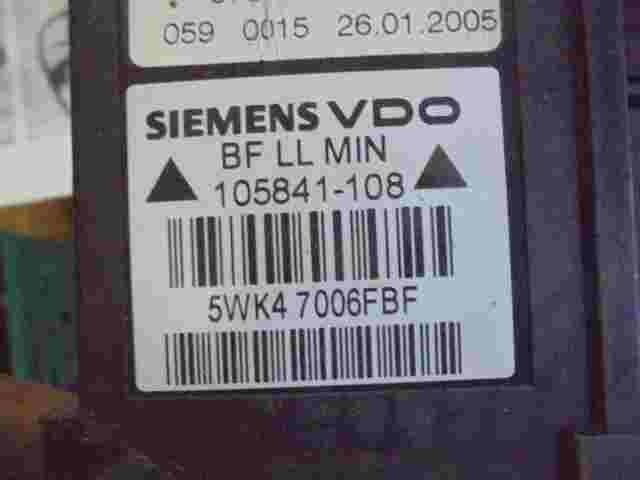 059 0015 26.01.2005
SIEMENS VDO
BF LL MIN
105841-108
5WK4 7006FBF